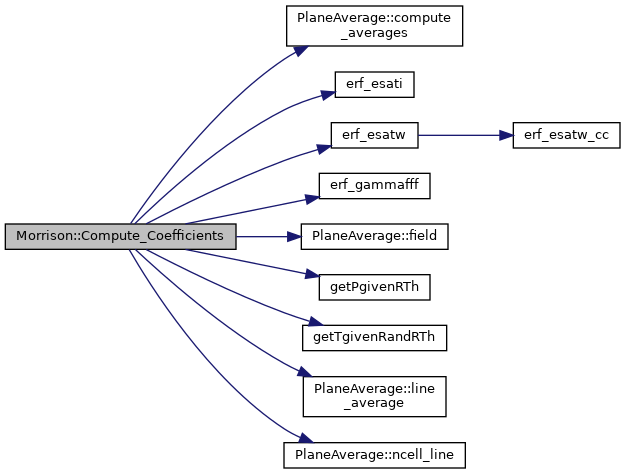 PlaneAverage::compute
_averages
erf_esati
erf_esatw
erf_esatw_cc
erf_gammafff
Morrison::Compute_Coefficients
PlaneAverage::field
getPgivenRTh
getTgivenRandRTh
PlaneAverage::line
_average
PlaneAverage::ncell_line